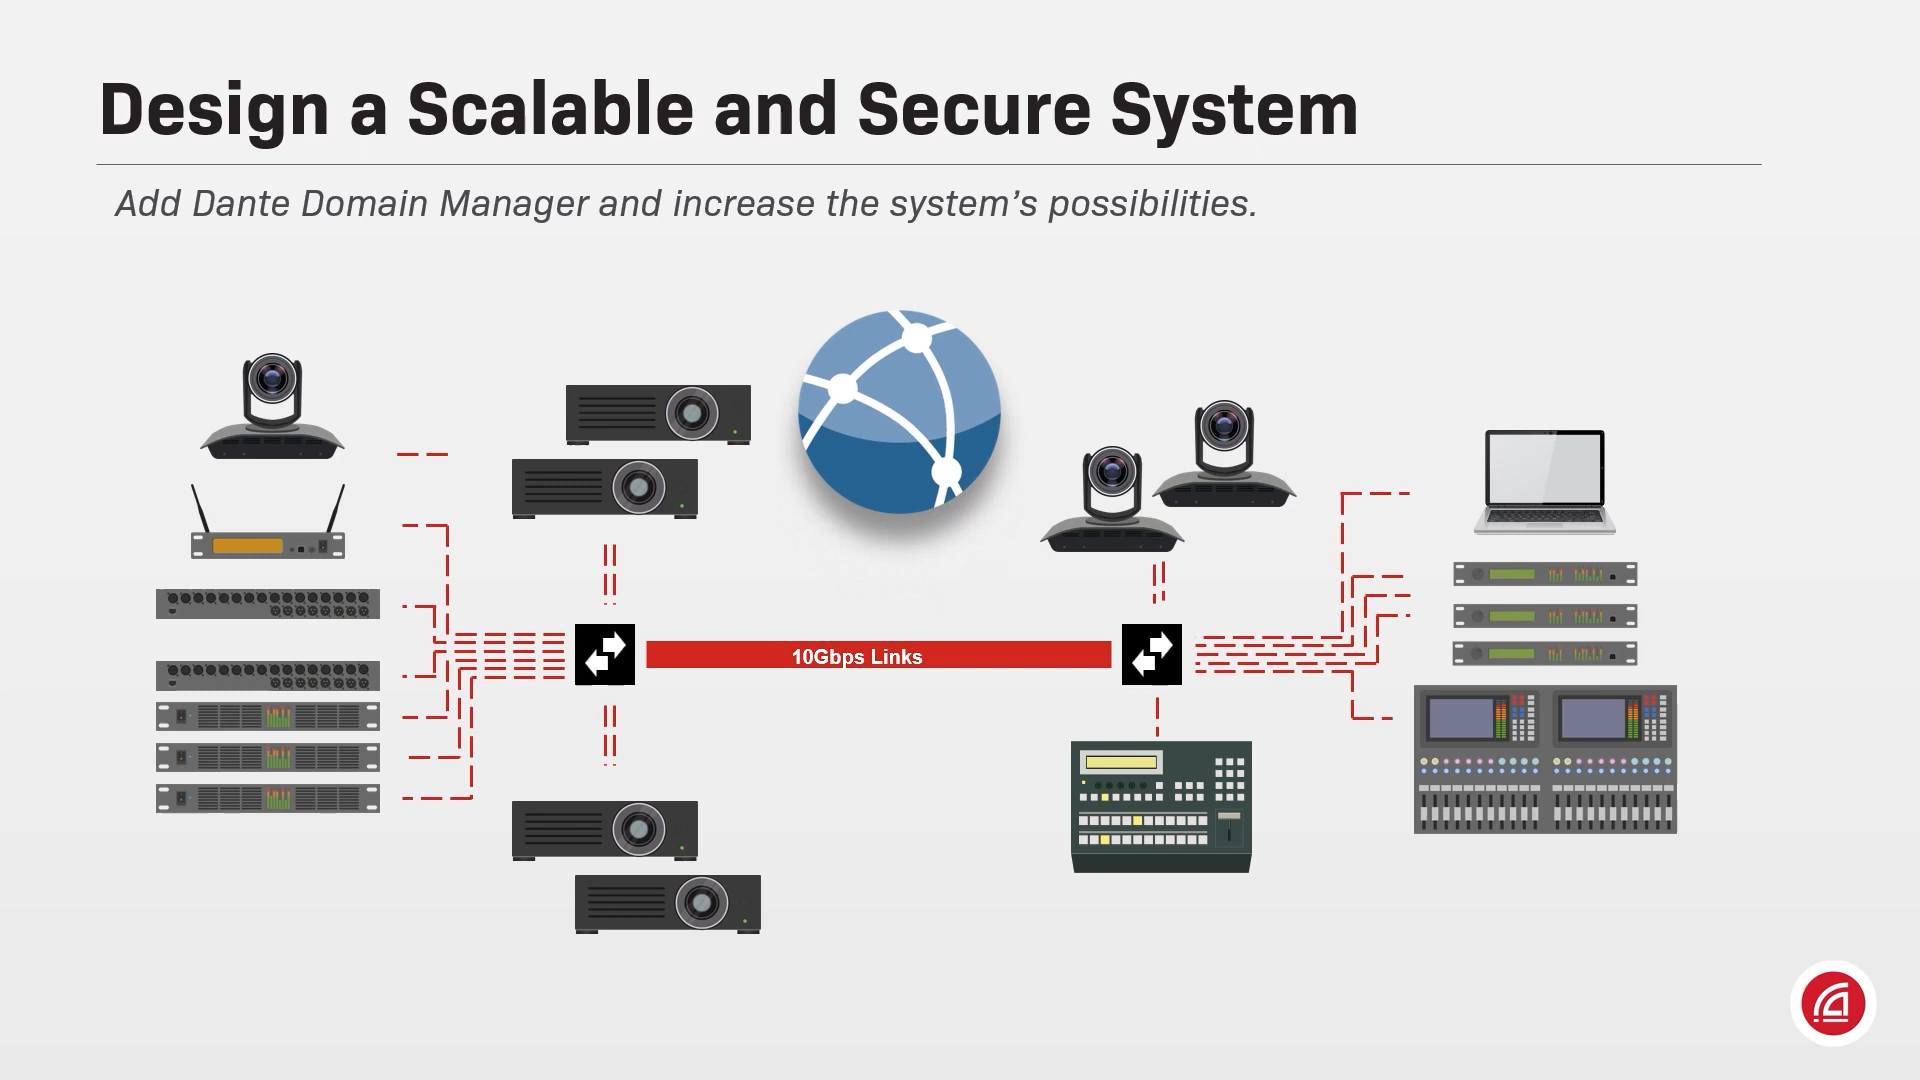 Design a Scalable and Secure System
Add Dante Domain Manager and increase the system's possibilities.
10Gbps Links